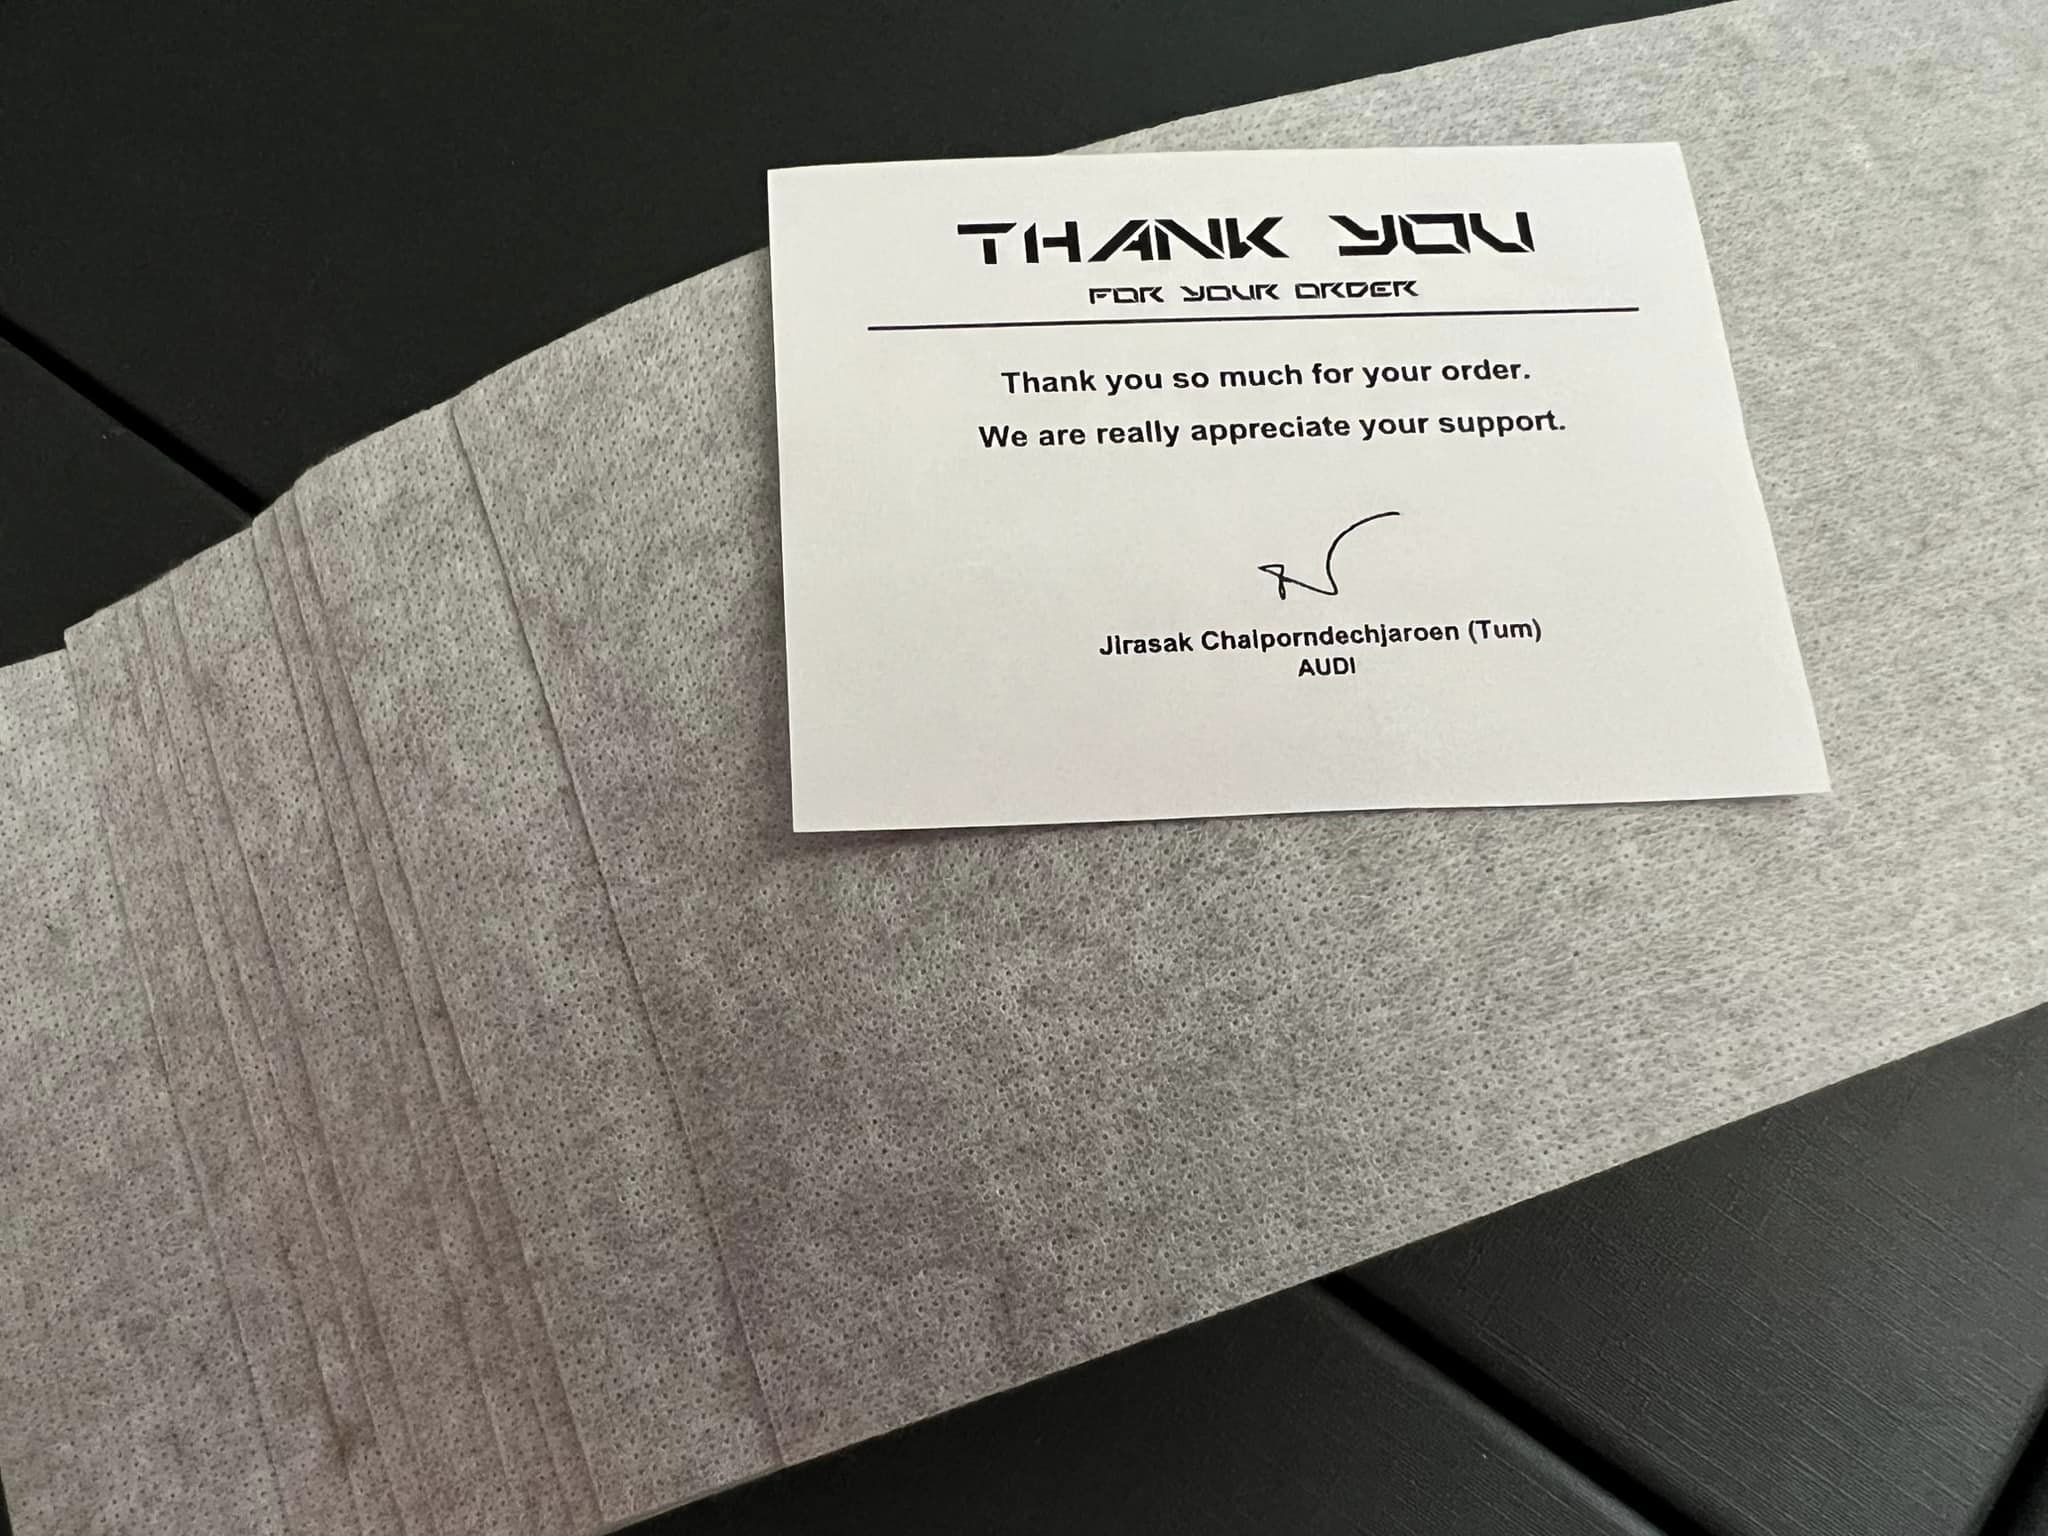 THANK YOU
FOR YOUR ORDER
Thank you so much for your order.
We are really appreciate your support.
Jirasak Chaiporndechjaroen (Tum)
AUDI